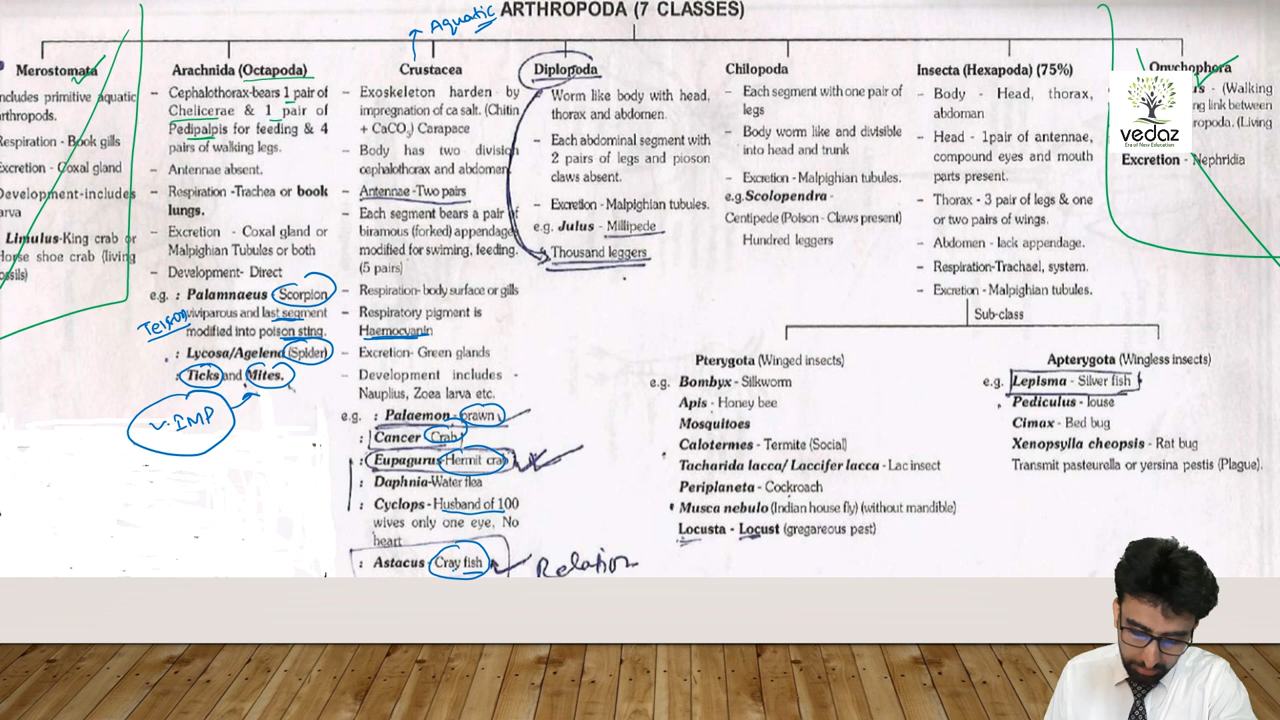 ARTHROPODA (7 CLASSES)
Aquatic
Merostomata
ncludes primitive aquatic
arthropods.
Respiration - Book gills
Excretion - Coxal gland
Development-includes
arva
Limulus-King crab or
Horse shoe crab (living
ossils)
Arachnida (Octapoda)
– Cephalothorax-bears 1 pair of
Chelicerae & 1 pair of
Pedipalpis for feeding & 4
pairs of walking legs.
– Antennae absent.
– Respiration -Trachea or book
lungs.
– Excretion - Coxal gland or
Malpighian Tubules or both
– Development- Direct
e.g. : Palamnaeus Scorpion
viviparous and last segment
modified into poison sting.
: Lycosa/Agelena (Spider)
: Ticks and Mites.
Telson
v. IMP
Crustacea
– Exoskeleton harden by
impregnation of ca salt. (Chitin
+ CaCO3) Carapace
– Body has two division
cephalothorax and abdomen
– Antennae -Two pairs
– Each segment bears a pair of
biramous (forked) appendage
modified for swiming, feeding.
(5 pairs)
– Respiration- body surface or gills
– Respiratory pigment is
Haemocyanin
– Excretion- Green glands
– Development includes -
Nauplius, Zoea larva etc.
e.g. : Palaemon - prawn
: Cancer Crab
: Eupagurus-Hermit crab
: Daphnia-Water flea
: Cyclops -Husband of 100
wives only one eye, No
heart
: Astacus Cray fish
Relation
Diplopoda
– Worm like body with head,
thorax and abdomen.
– Each abdominal segment with
2 pairs of legs and pioson
claws absent.
– Excretion -Malpighian tubules.
e.g. Julus - Millipede
Thousand leggers
Chilopoda
– Each segment with one pair of
legs
– Body worm like and divisible
into head and trunk
– Excretion -Malpighian tubules.
e.g.Scolopendra -
Centipede (Poison - Claws present)
Hundred leggers
Insecta (Hexapoda) (75%)
– Body - Head, thorax,
abdoman
– Head - 1pair of antennae,
compound eyes and mouth
parts present.
– Thorax - 3 pair of legs & one
or two pairs of wings.
– Abdomen - lack appendage.
– Respiration-Trachael, system.
– Excretion -Malpighian tubules.
Sub-class
Pterygota (Winged insects)
e.g. Bombyx - Silkworm
Apis - Honey bee
Mosquitoes
Calotermes - Termite (Social)
Tacharida lacca/ Laccifer lacca - Lac insect
Periplaneta - Cockroach
Musca nebulo (Indian house fly) (without mandible)
Locusta - Locust (gregareous pest)
Apterygota (Wingless insects)
e.g. Lepisma - Silver fish
Pediculus - louse
Cimax - Bed bug
Xenopsylla cheopsis - Rat bug
Transmit pasteurella or yersina pestis (Plague).
Onychophora
s - (Walking
ng link between
ropoda. (Living
Excretion - Nephridia
vedaz
Era of New Education